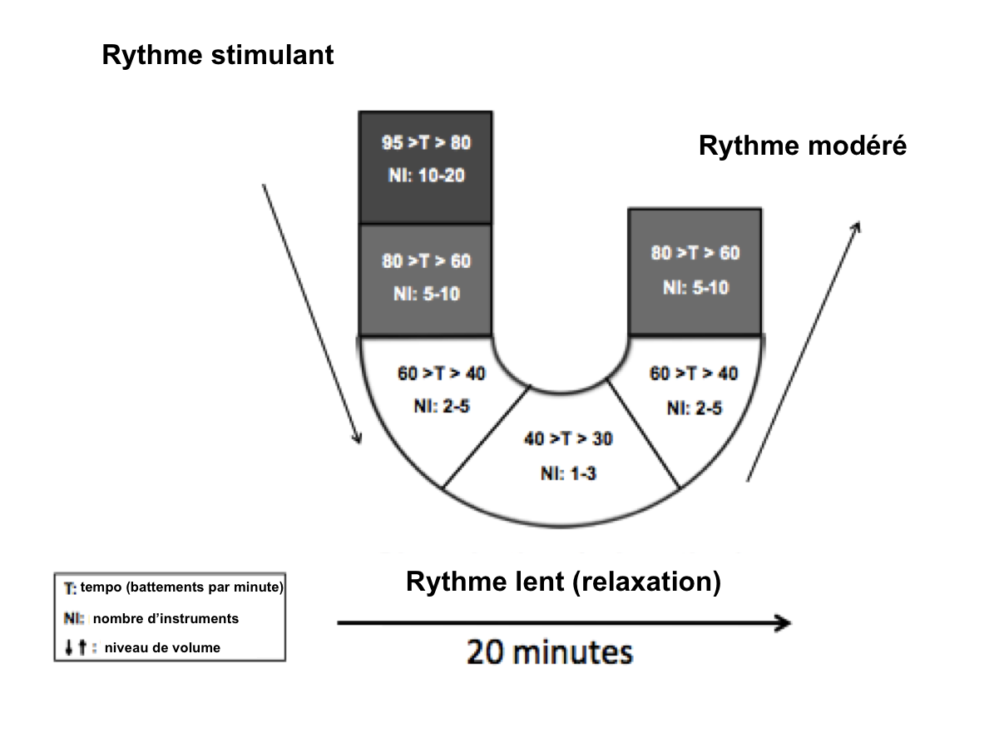 Rythme stimulant
Rythme modéré
95 >T > 80
NI: 10-20
80 >T > 60
NI: 5-10
60 >T > 40
NI: 2-5
40 >T > 30
NI: 1-3
60 >T > 40
NI: 2-5
80 >T > 60
NI: 5-10
Rythme lent (relaxation)
20 minutes
T: tempo (battements par minute)
NI: nombre d’instruments
↓↑: niveau de volume